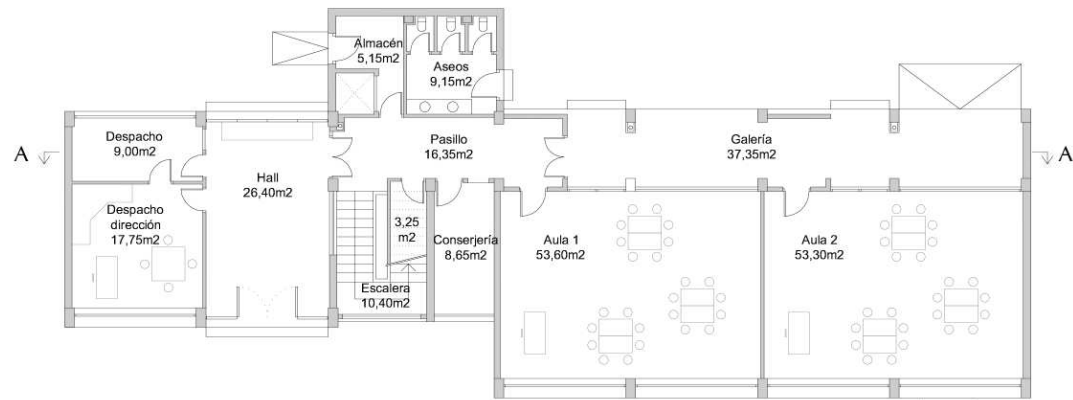 Almacén
5,15m2
Aseos
9,15m2
Despacho
9,00m2
Pasillo
16,35m2
Galería
37,35m2
A
A
Hall
26,40m2
Despacho
dirección
17,75m2
3,25
m2
Conserjería
8,65m2
Aula 1
53,60m2
Aula 2
53,30m2
Escalera
10,40m2